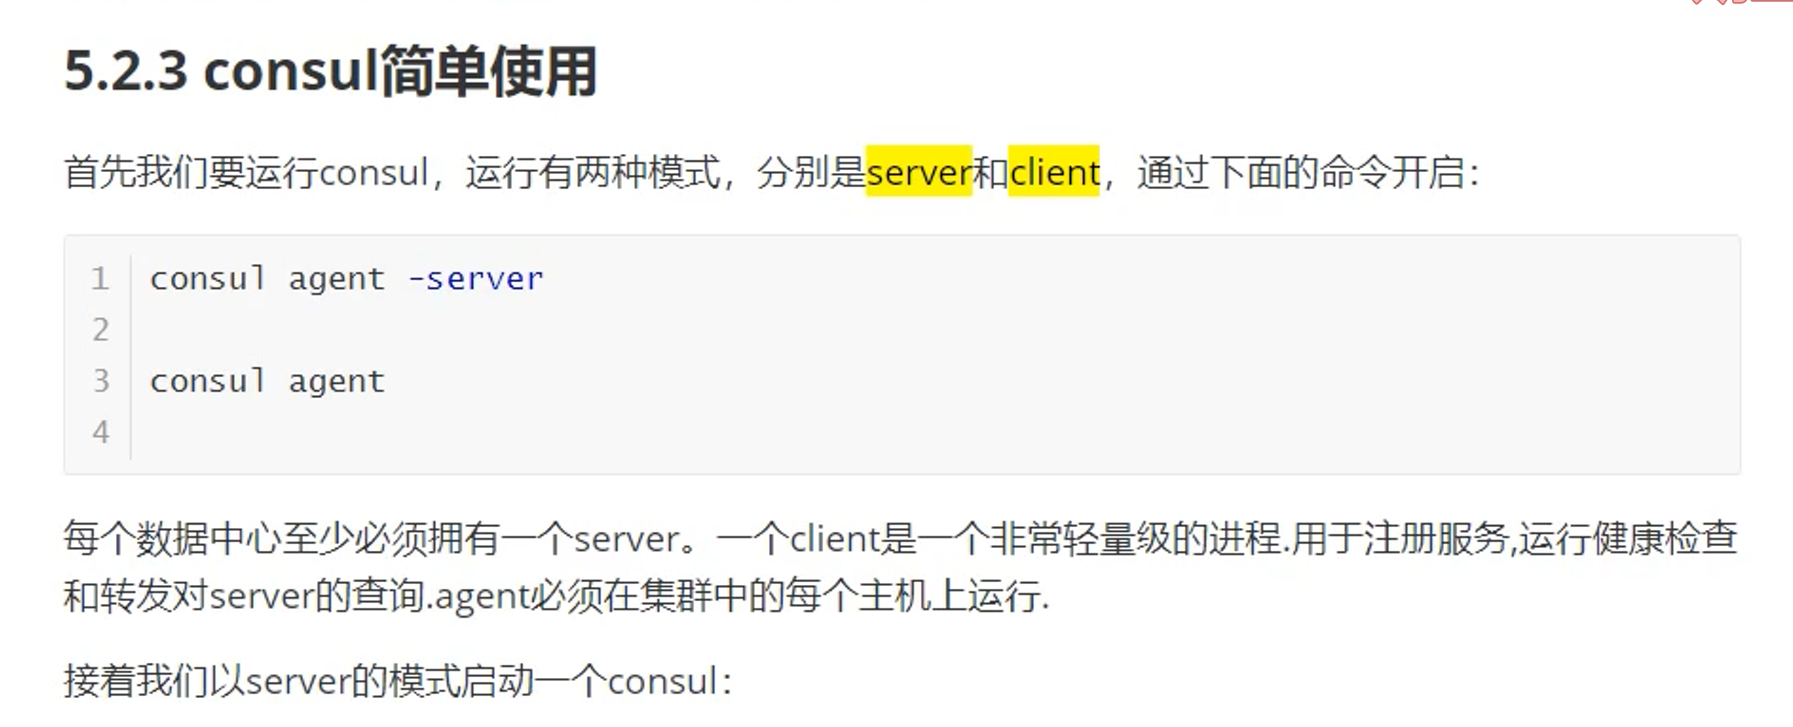 5.2.3 consul简单使用
首先我们要运行consul，运行有两种模式，分别是server和client，通过下面的命令开启：
1 consul agent -server
2
3 consul agent
4
每个数据中心至少必须拥有一个server。一个client是一个非常轻量级的进程.用于注册服务,运行健康检查
和转发对server的查询.agent必须在集群中的每个主机上运行.
接着我们以server的模式启动一个consul：